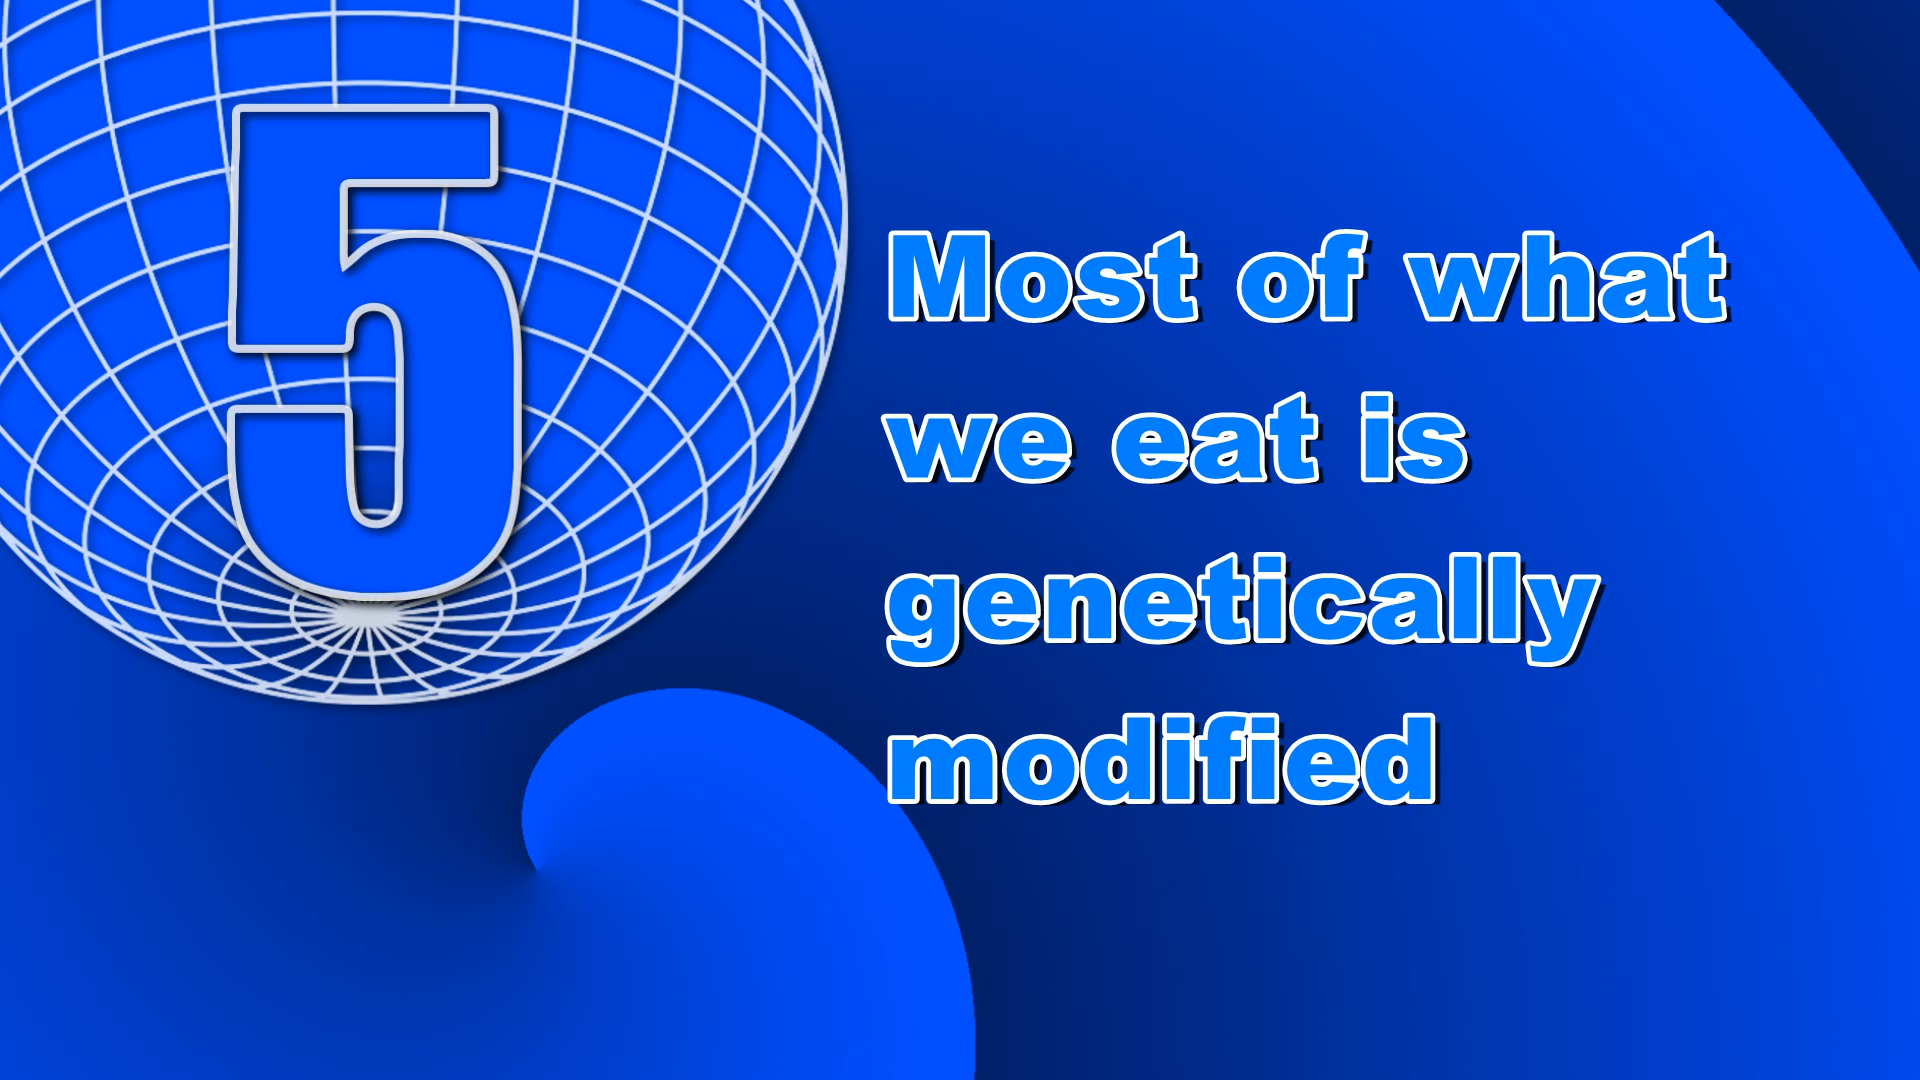 5
Most of what
we eat is
genetically
modified